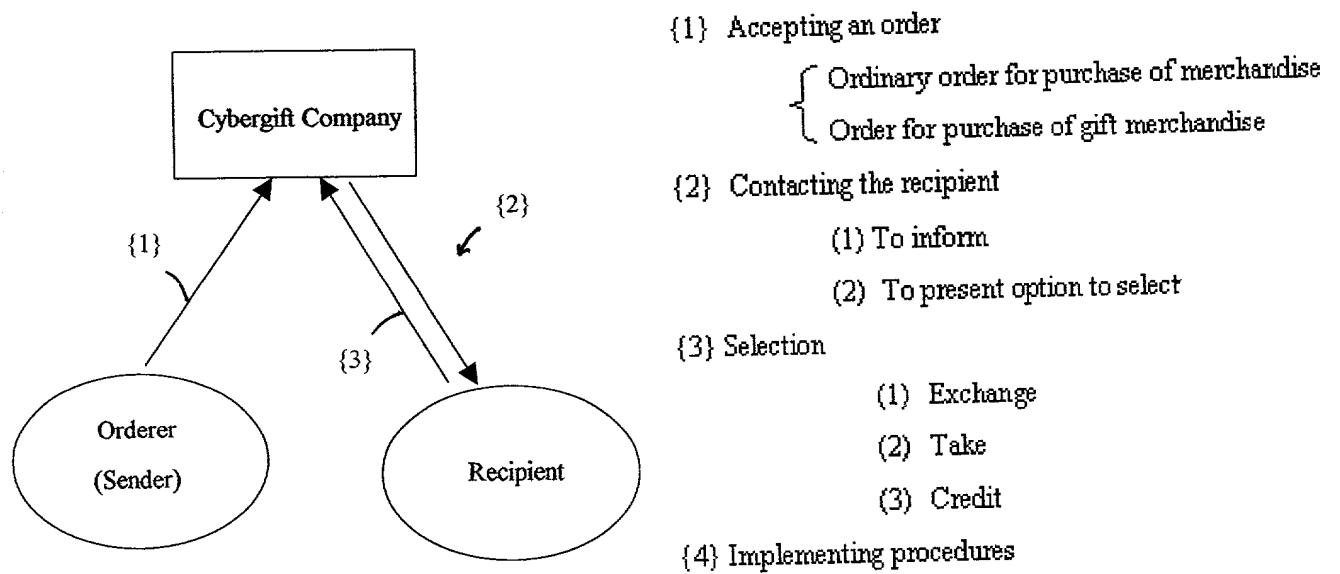 Cybergift Company
{1}
{2}
{3}
Orderer
(Sender)
Recipient
{1} Accepting an order
Ordinary order for purchase of merchandise
Order for purchase of gift merchandise
{2} Contacting the recipient
(1) To inform
(2) To present option to select
{3} Selection
(1) Exchange
(2) Take
(3) Credit
{4} Implementing procedures